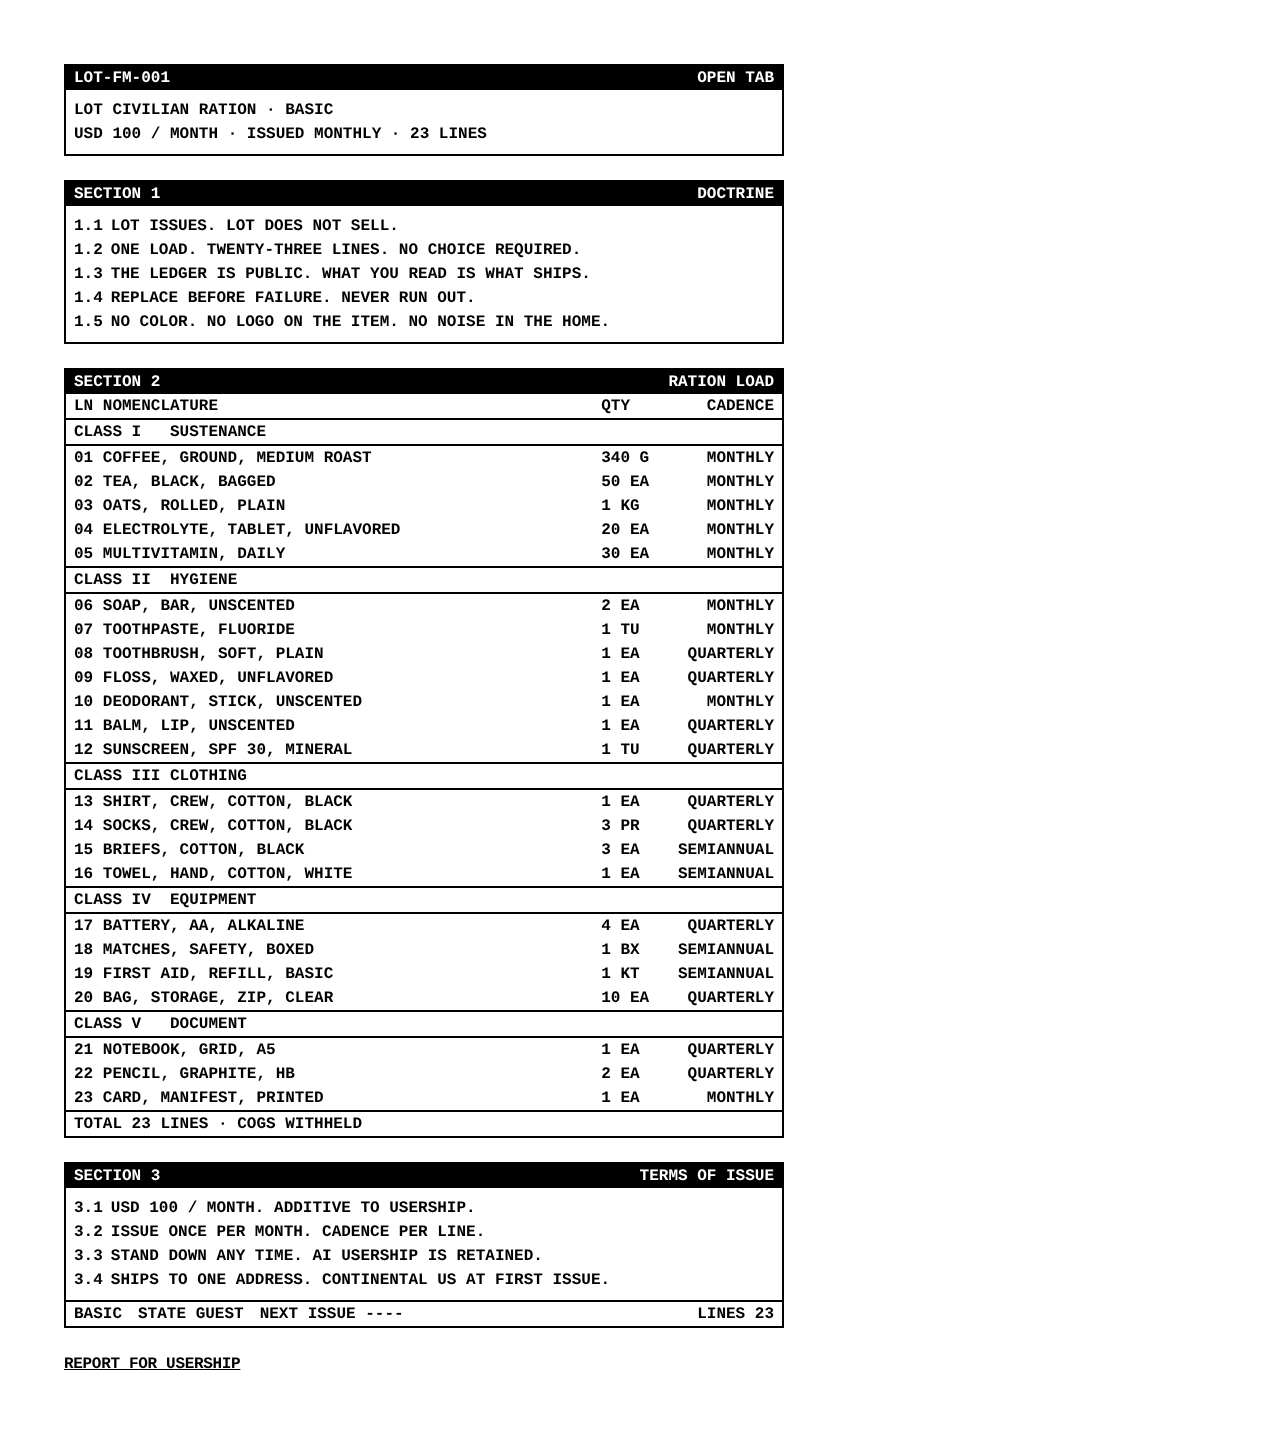 LOT-FM-001 OPEN TAB
LOT CIVILIAN RATION · BASIC
USD 100 / MONTH · ISSUED MONTHLY · 23 LINES
SECTION 1 DOCTRINE
1.1 LOT ISSUES. LOT DOES NOT SELL.
1.2 ONE LOAD. TWENTY-THREE LINES. NO CHOICE REQUIRED.
1.3 THE LEDGER IS PUBLIC. WHAT YOU READ IS WHAT SHIPS.
1.4 REPLACE BEFORE FAILURE. NEVER RUN OUT.
1.5 NO COLOR. NO LOGO ON THE ITEM. NO NOISE IN THE HOME.
SECTION 2 RATION LOAD
LN NOMENCLATURE QTY CADENCE
CLASS I SUSTENANCE
01 COFFEE, GROUND, MEDIUM ROAST 340 G MONTHLY
02 TEA, BLACK, BAGGED 50 EA MONTHLY
03 OATS, ROLLED, PLAIN 1 KG MONTHLY
04 ELECTROLYTE, TABLET, UNFLAVORED 20 EA MONTHLY
05 MULTIVITAMIN, DAILY 30 EA MONTHLY
CLASS II HYGIENE
06 SOAP, BAR, UNSCENTED 2 EA MONTHLY
07 TOOTHPASTE, FLUORIDE 1 TU MONTHLY
08 TOOTHBRUSH, SOFT, PLAIN 1 EA QUARTERLY
09 FLOSS, WAXED, UNFLAVORED 1 EA QUARTERLY
10 DEODORANT, STICK, UNSCENTED 1 EA MONTHLY
11 BALM, LIP, UNSCENTED 1 EA QUARTERLY
12 SUNSCREEN, SPF 30, MINERAL 1 TU QUARTERLY
CLASS III CLOTHING
13 SHIRT, CREW, COTTON, BLACK 1 EA QUARTERLY
14 SOCKS, CREW, COTTON, BLACK 3 PR QUARTERLY
15 BRIEFS, COTTON, BLACK 3 EA SEMIANNUAL
16 TOWEL, HAND, COTTON, WHITE 1 EA SEMIANNUAL
CLASS IV EQUIPMENT
17 BATTERY, AA, ALKALINE 4 EA QUARTERLY
18 MATCHES, SAFETY, BOXED 1 BX SEMIANNUAL
19 FIRST AID, REFILL, BASIC 1 KT SEMIANNUAL
20 BAG, STORAGE, ZIP, CLEAR 10 EA QUARTERLY
CLASS V DOCUMENT
21 NOTEBOOK, GRID, A5 1 EA QUARTERLY
22 PENCIL, GRAPHITE, HB 2 EA QUARTERLY
23 CARD, MANIFEST, PRINTED 1 EA MONTHLY
TOTAL 23 LINES · COGS WITHHELD
SECTION 3 TERMS OF ISSUE
3.1 USD 100 / MONTH. ADDITIVE TO USERSHIP.
3.2 ISSUE ONCE PER MONTH. CADENCE PER LINE.
3.3 STAND DOWN ANY TIME. AI USERSHIP IS RETAINED.
3.4 SHIPS TO ONE ADDRESS. CONTINENTAL US AT FIRST ISSUE.
BASIC STATE GUEST NEXT ISSUE ---- LINES 23
REPORT FOR USERSHIP